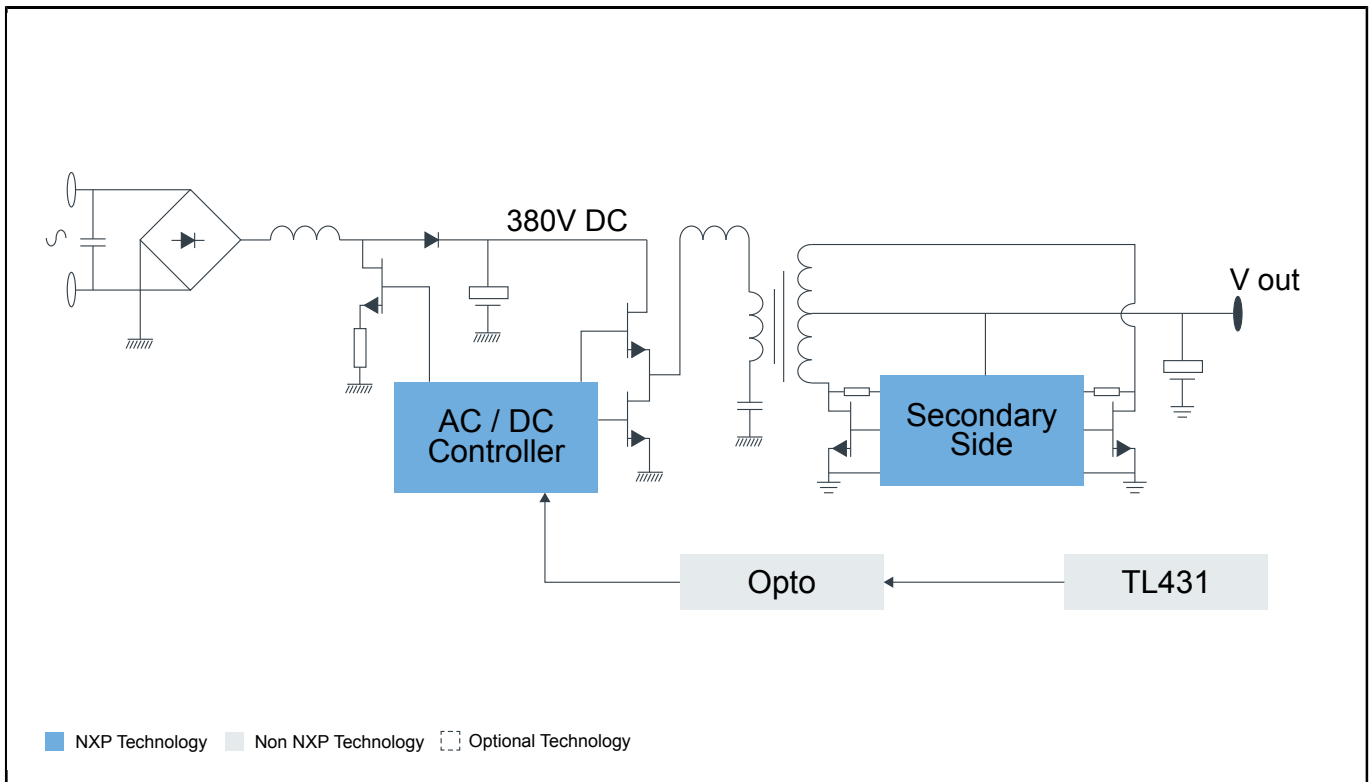 380V DC
V out
AC / DC
Controller
Secondary
Side
Opto
TL431
NXP Technology
Non NXP Technology
Optional Technology